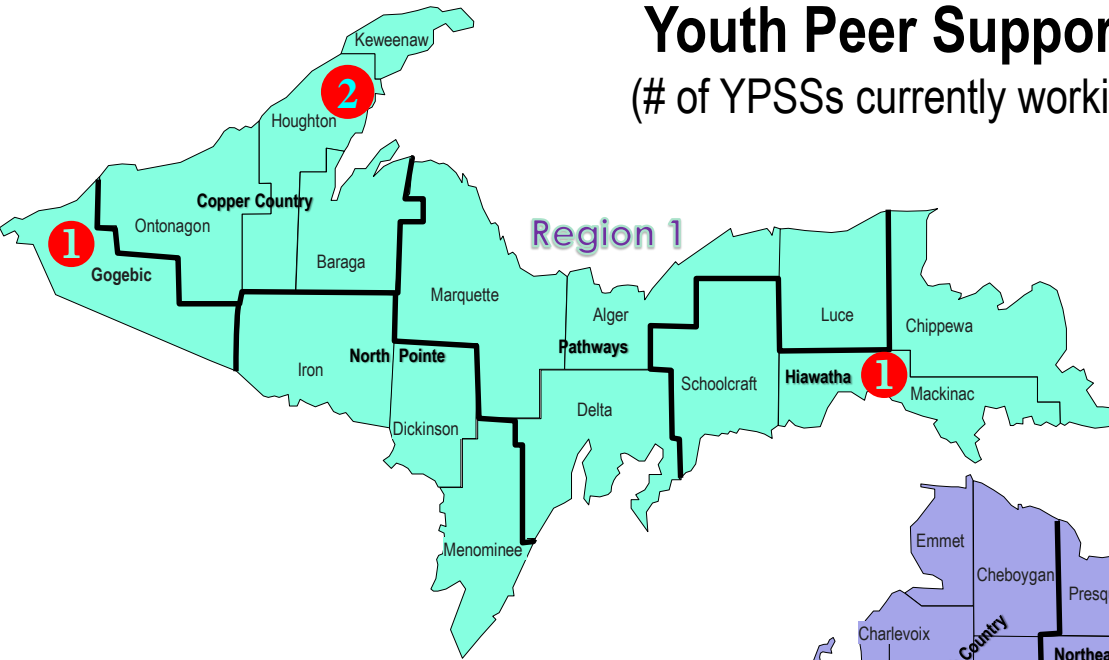 Youth Peer Suppor
(# of YPSSs currently worki
Keweenaw
2
Houghton
Copper Country
Ontonagon
Region 1
1
Gogebic
Baraga
Marquette
Alger
Luce
Chippewa
North Pointe
Pathways
Iron
Schoolcraft
Hiawatha
1
Mackinac
Delta
Dickinson
Menominee
Emmet
Cheboygan
Presq
Charlevoix
Country
Northea